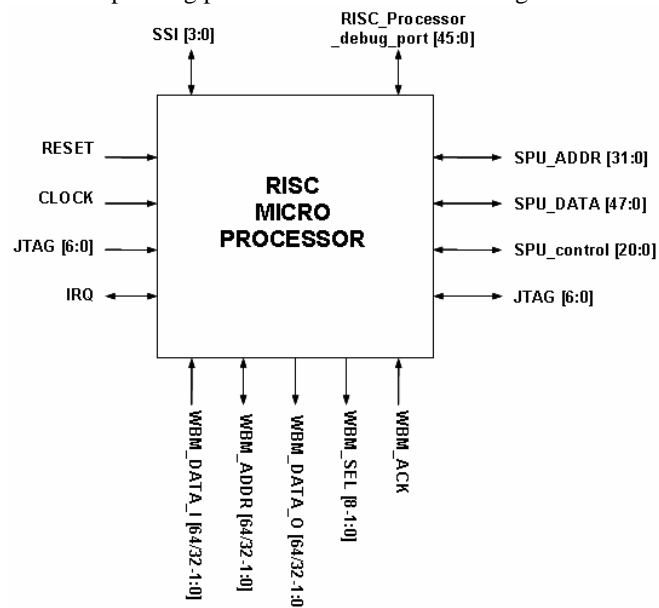 SSI [3:0]
RISC_Processor
_debug_port [45:0]
RESET
CLOCK
JTAG [6:0]
IRQ
RISC
MICRO
PROCESSOR
SPU_ADDR [31:0]
SPU_DATA [47:0]
SPU_control [20:0]
JTAG [6:0]
WBM_DATA_I [64/32-1:0]
WBM_ADDR [64/32-1:0]
WBM_DATA_O [64/32-1:0
WBM_SEL [8-1:0]
WBM_ACK